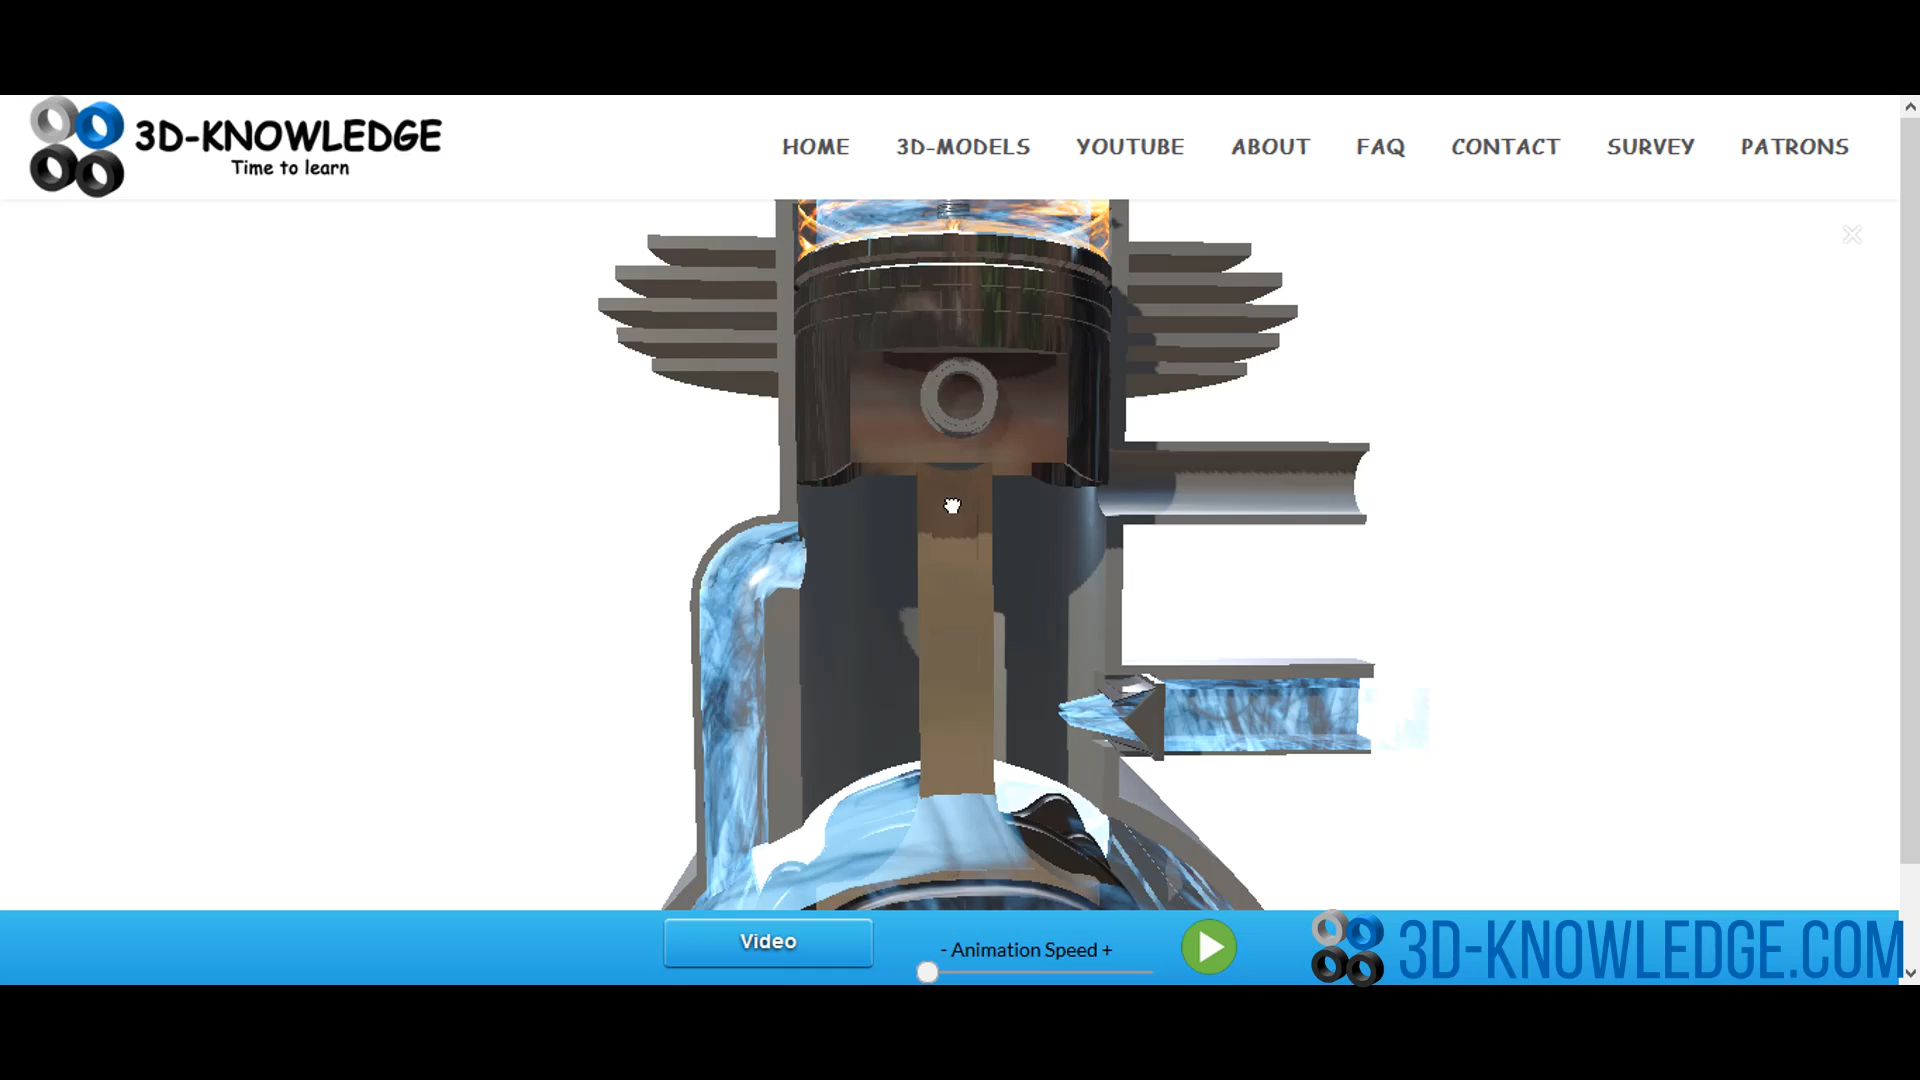 3D-KNOWLEDGE
Time to learn
HOME 3D-MODELS YOUTUBE ABOUT FAQ CONTACT SURVEY PATRONS
Video
- Animation Speed +
3D-KNOWLEDGE.COM